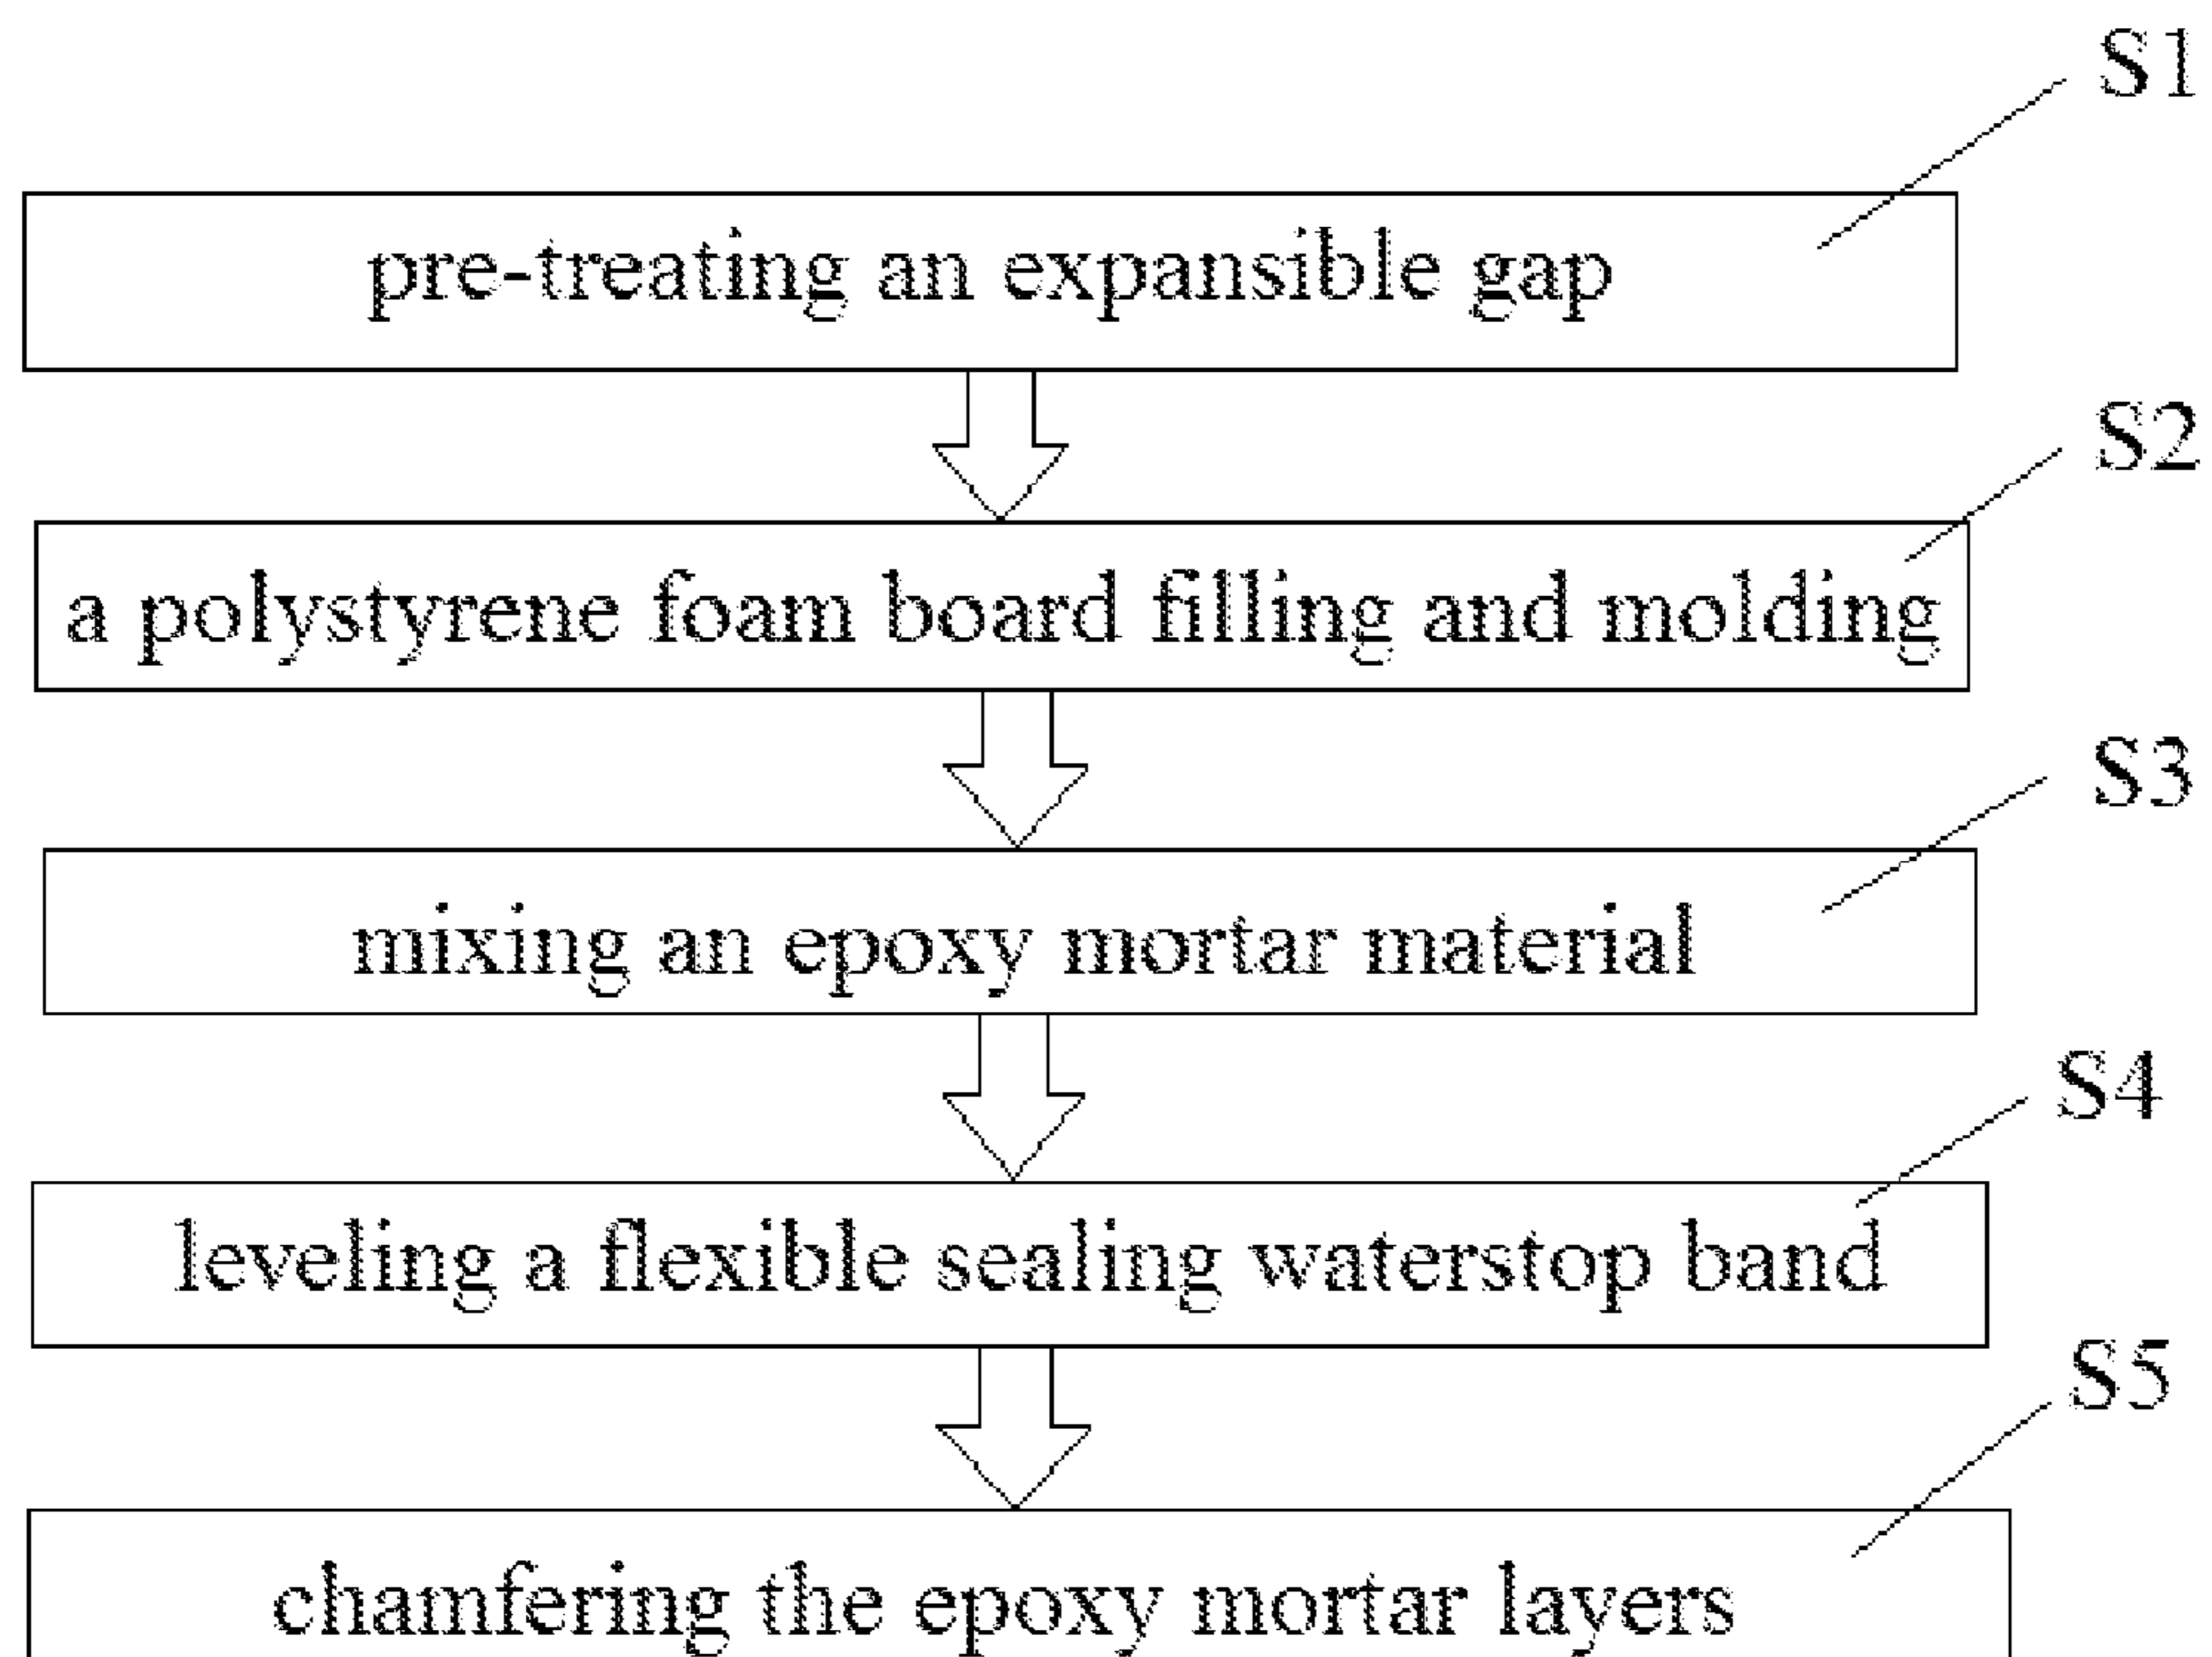 S1
pre-treating an expansible gap
S2
a polystyrene foam board filling and molding
S3
mixing an epoxy mortar material
S4
leveling a flexible sealing waterstop band
S5
chamfering the epoxy mortar layers